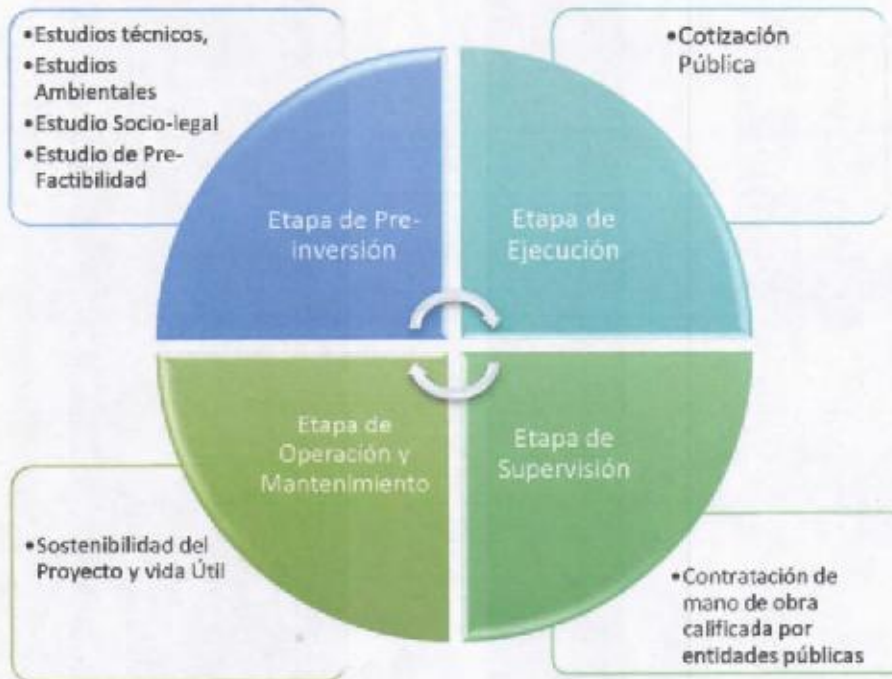 •Estudios técnicos,
•Estudios
Ambientales
•Estudio Socio-legal
•Estudio de Pre-
Factibilidad
•Cotización
Pública
Etapa de Pre-
inversión
Etapa de
Ejecución
Etapa de
Operación y
Mantenimiento
Etapa de
Supervisión
•Sostenibilidad del
Proyecto y vida Útil
•Contratación de
mano de obra
calificada por
entidades públicas